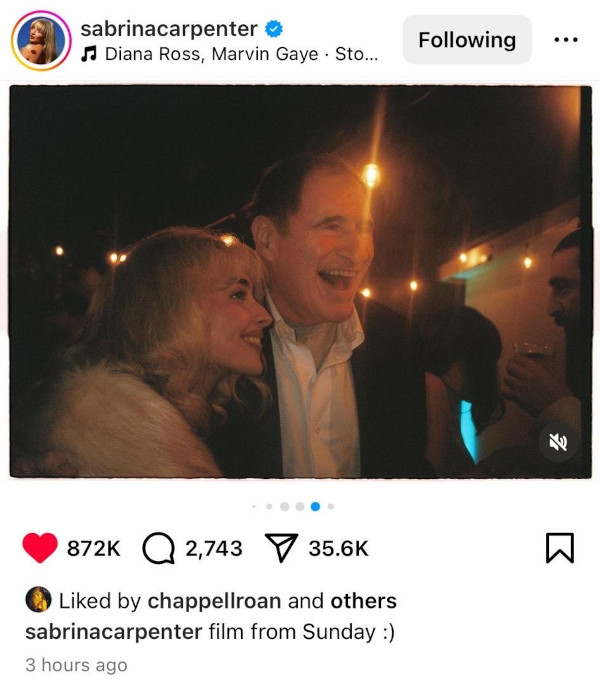 sabrinacarpenter
Diana Ross, Marvin Gaye · Sto...
Following
872K 2,743 35.6K
Liked by chappellroan and others
sabrinacarpenter film from Sunday :)
3 hours ago